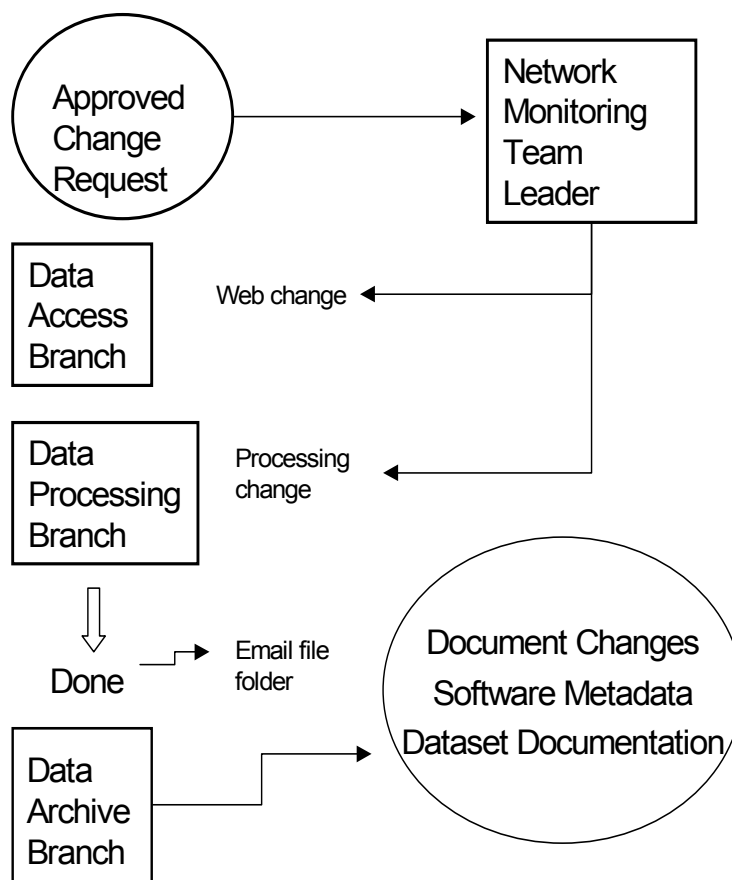 Approved
Change
Request
Network
Monitoring
Team
Leader
Data
Access
Branch
Web change
Data
Processing
Branch
Processing
change
Done
Email file
folder
Document Changes
Software Metadata
Dataset Documentation
Data
Archive
Branch